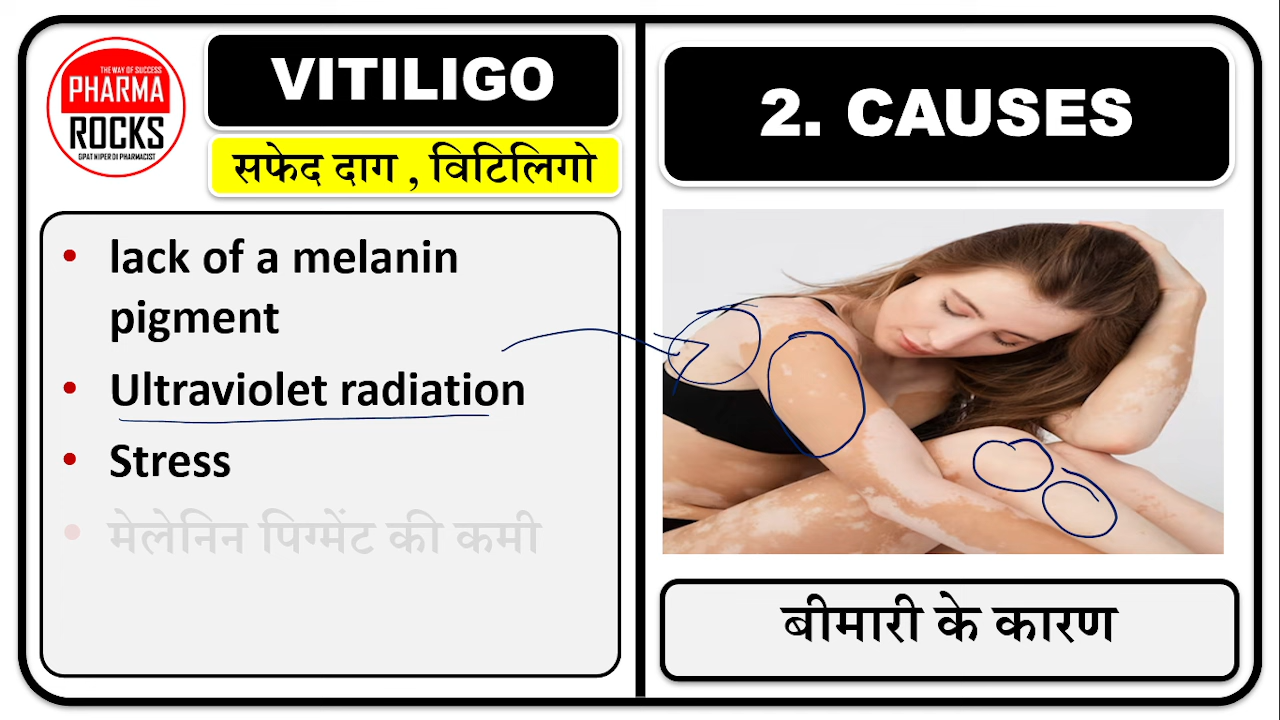 THE WAY OF SUCCESS
PHARMA
ROCKS
GPAT NIPER DI PHARMACIST
VITILIGO
सफेद दाग , विटिलिगो
• lack of a melanin
pigment
• Ultraviolet radiation
• Stress
• मेलेनिन पिग्मेंट की कमी
2. CAUSES
बीमारी के कारण